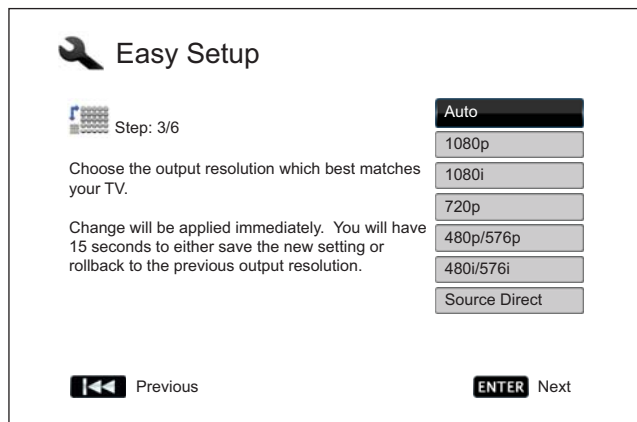 Easy Setup
Step: 3/6
Choose the output resolution which best matches
your TV.
Change will be applied immediately.  You will have
15 seconds to either save the new setting or
rollback to the previous output resolution.
Auto
1080p
1080i
720p
480p/576p
480i/576i
Source Direct
Previous
ENTER Next